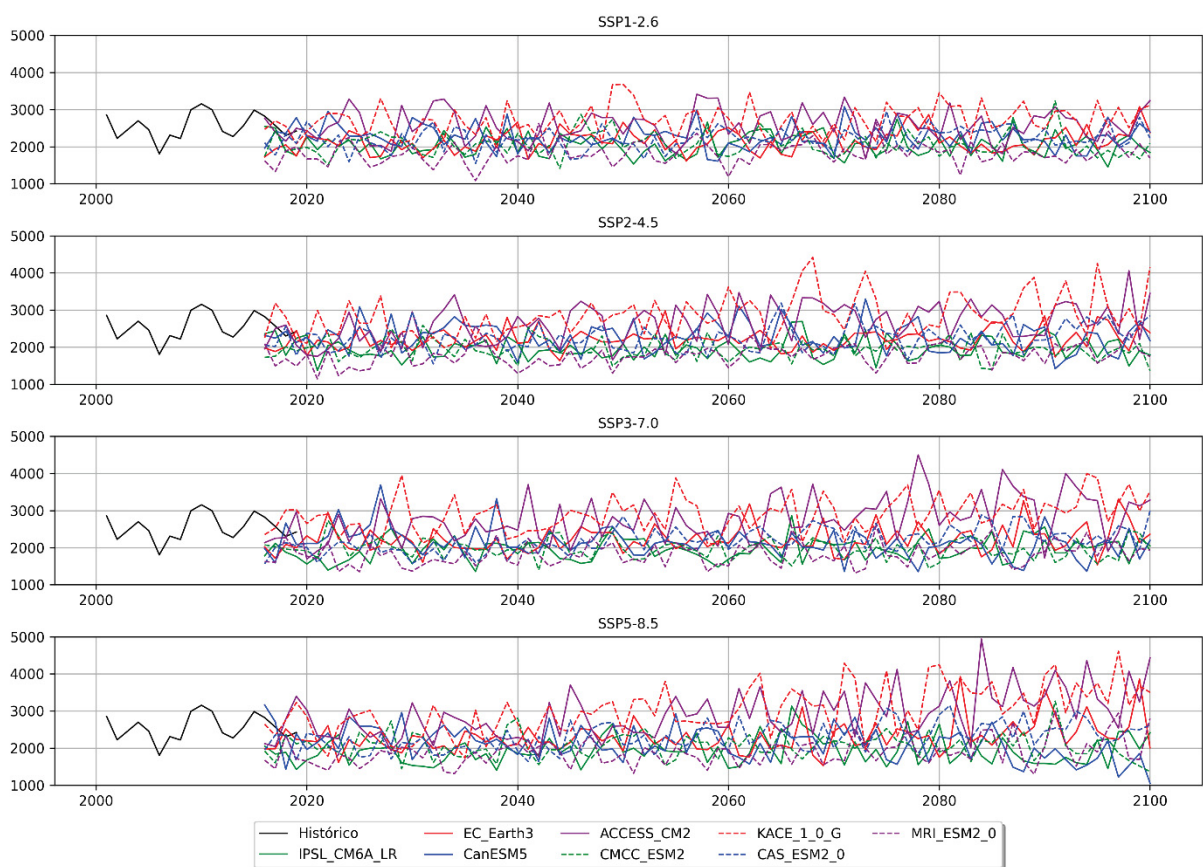 SSP1-2.6
5000
4000
3000
2000
1000
2000 2020 2040 2060 2080 2100
SSP2-4.5
5000
4000
3000
2000
1000
2000 2020 2040 2060 2080 2100
SSP3-7.0
5000
4000
3000
2000
1000
2000 2020 2040 2060 2080 2100
SSP5-8.5
5000
4000
3000
2000
1000
2000 2020 2040 2060 2080 2100
Histórico EC_Earth3 ACCESS_CM2 KACE_1_0_G MRI_ESM2_0
IPSL_CM6A_LR CanESM5 CMCC_ESM2 CAS_ESM2_0